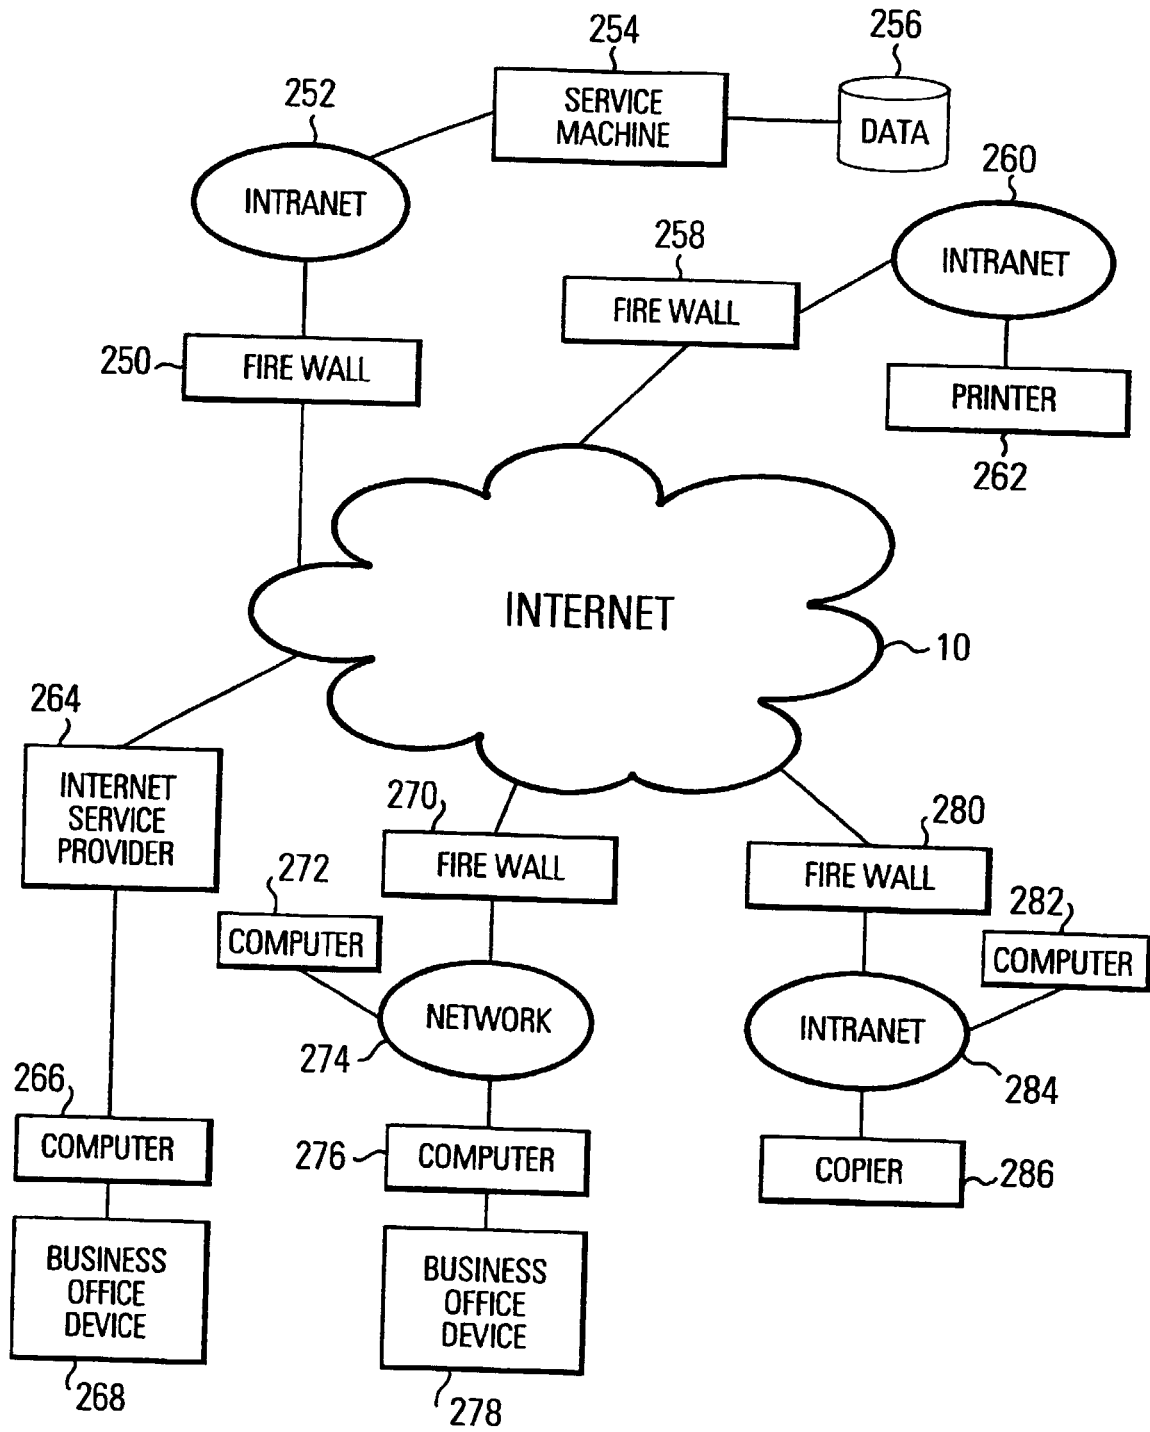 254
256
SERVICE
MACHINE
DATA
252
INTRANET
260
INTRANET
258
FIRE WALL
250
FIRE WALL
PRINTER
262
INTERNET
10
264
INTERNET
SERVICE
PROVIDER
270
FIRE WALL
280
FIRE WALL
272
COMPUTER
282
COMPUTER
NETWORK
274
INTRANET
284
266
COMPUTER
276
COMPUTER
COPIER
286
BUSINESS
OFFICE
DEVICE
268
BUSINESS
OFFICE
DEVICE
278